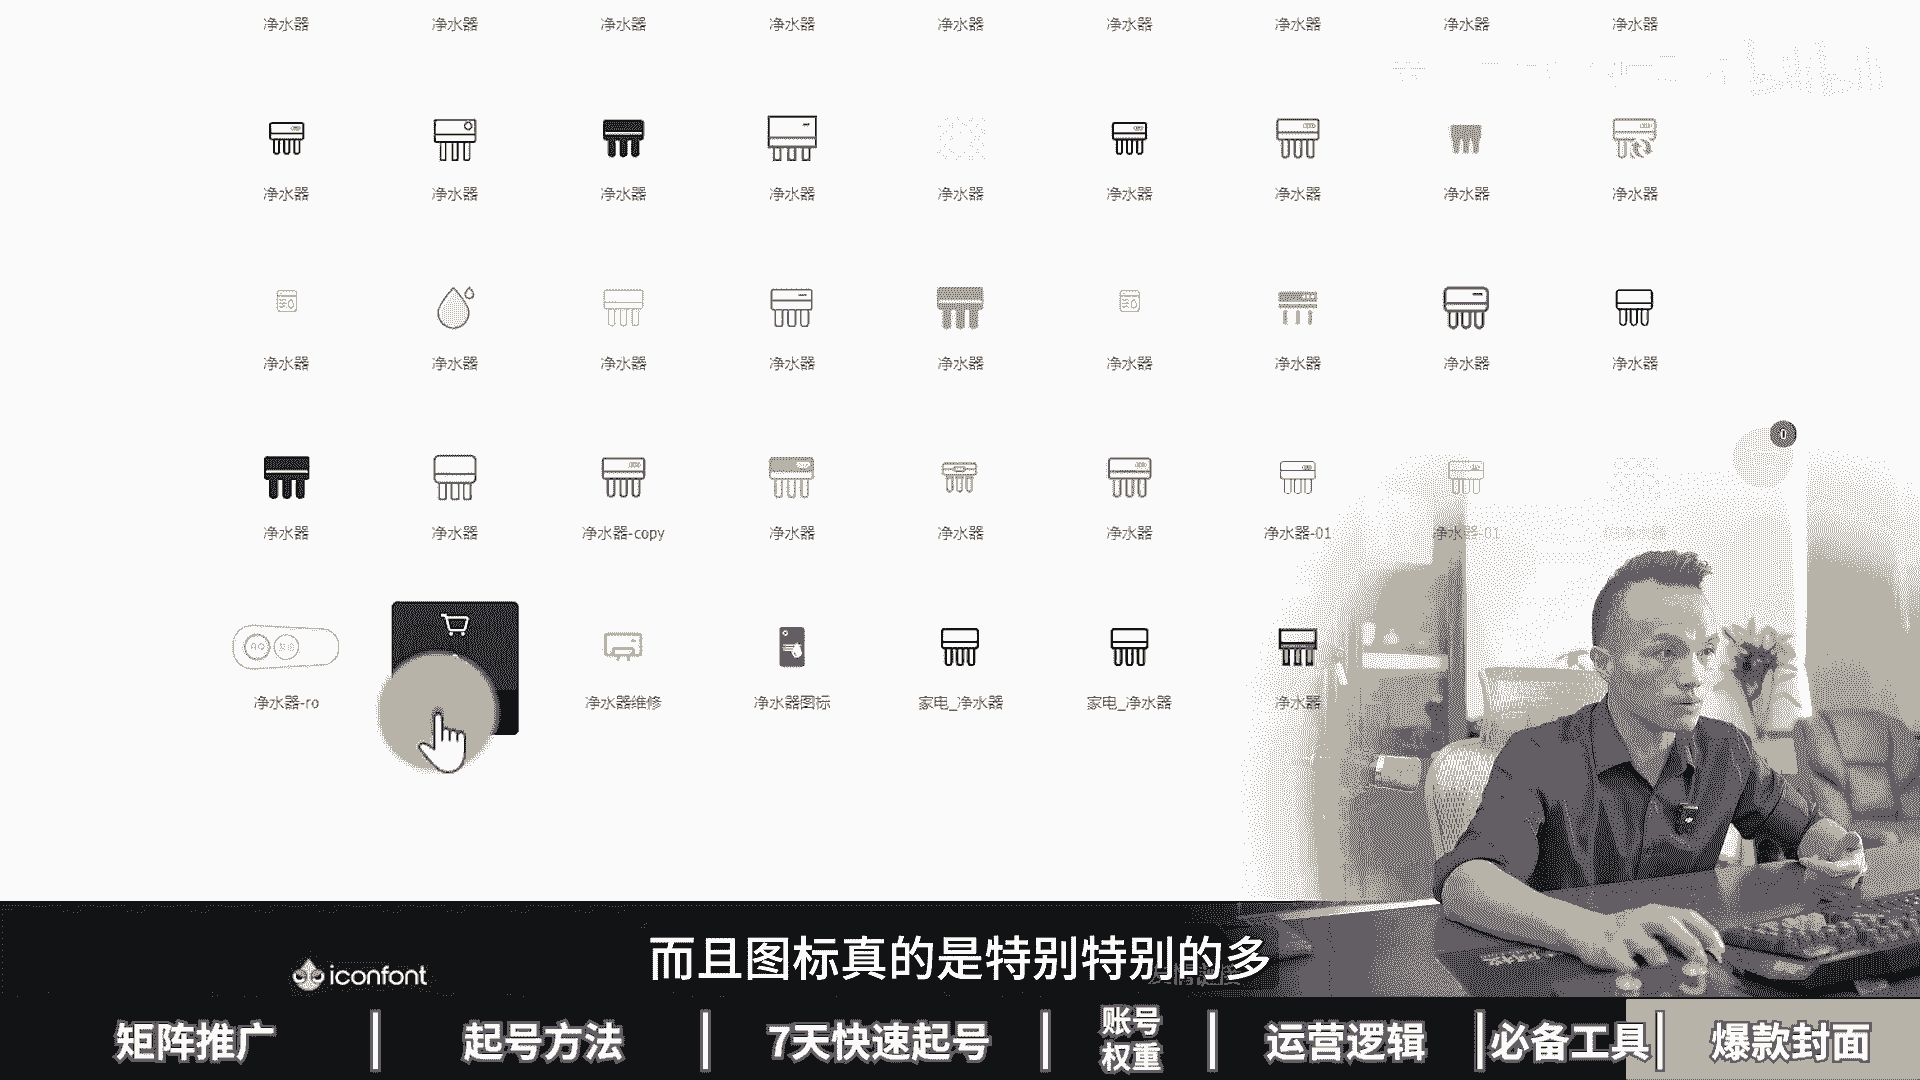 净水器 净水器 净水器 净水器 净水器 净水器 净水器 净水器 净水器
bilibili
净水器 净水器 净水器 净水器 净水器 净水器 净水器 净水器 净水器
净水器 净水器 净水器 净水器 净水器 净水器 净水器 净水器 净水器
0
净水器 净水器 净水器-copy 净水器 净水器 净水器 净水器-01 净水器-01
净水器-ro 净水器维修 净水器图标 家电_净水器 家电_净水器 净水器
iconfont
而且图标真的是特别特别的多
矩阵推广 | 起号方法 | 7天快速起号 | 账号权重 | 运营逻辑 | 必备工具 | 爆款封面